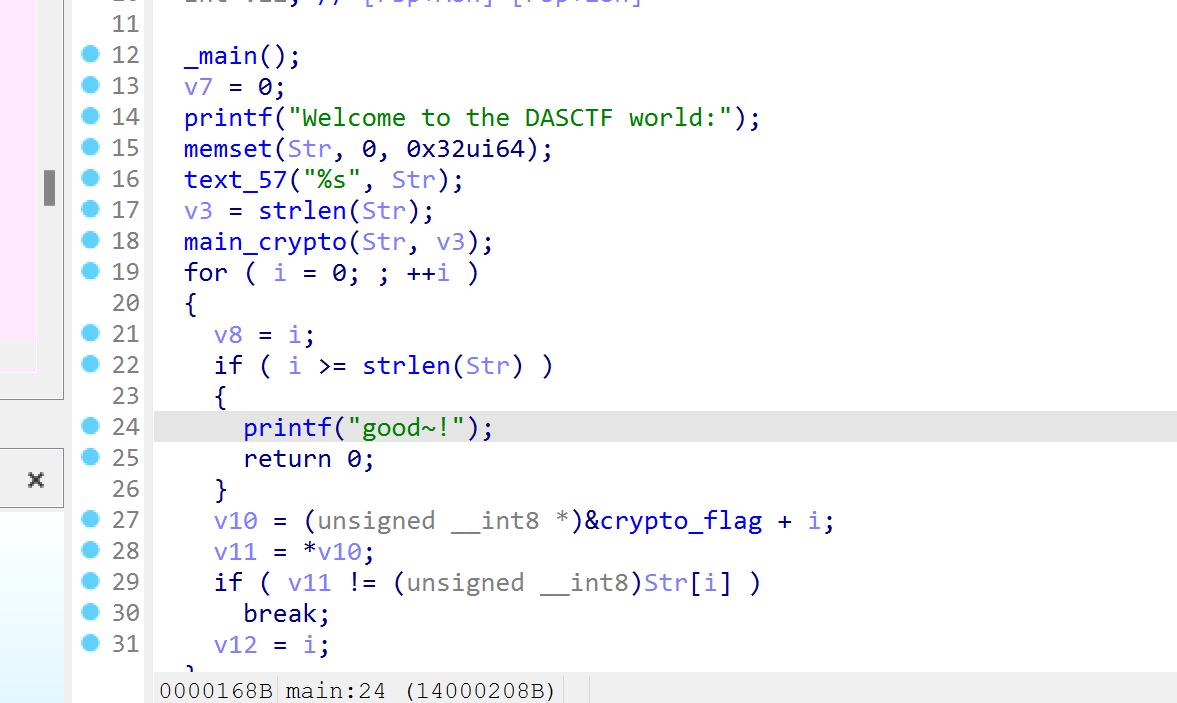 11
12 _main();
13 v7 = 0;
14 printf("Welcome to the DASCTF world:");
15 memset(Str, 0, 0x32ui64);
16 text_57("%s", Str);
17 v3 = strlen(Str);
18 main_crypto(Str, v3);
19 for ( i = 0; ; ++i )
20 {
21 v8 = i;
22 if ( i >= strlen(Str) )
23 {
24 printf("good~!");
25 return 0;
26 }
27 v10 = (unsigned __int8 *)&crypto_flag + i;
28 v11 = *v10;
29 if ( v11 != (unsigned __int8)Str[i] )
30 break;
31 v12 = i;
0000168B main:24 (14000208B)